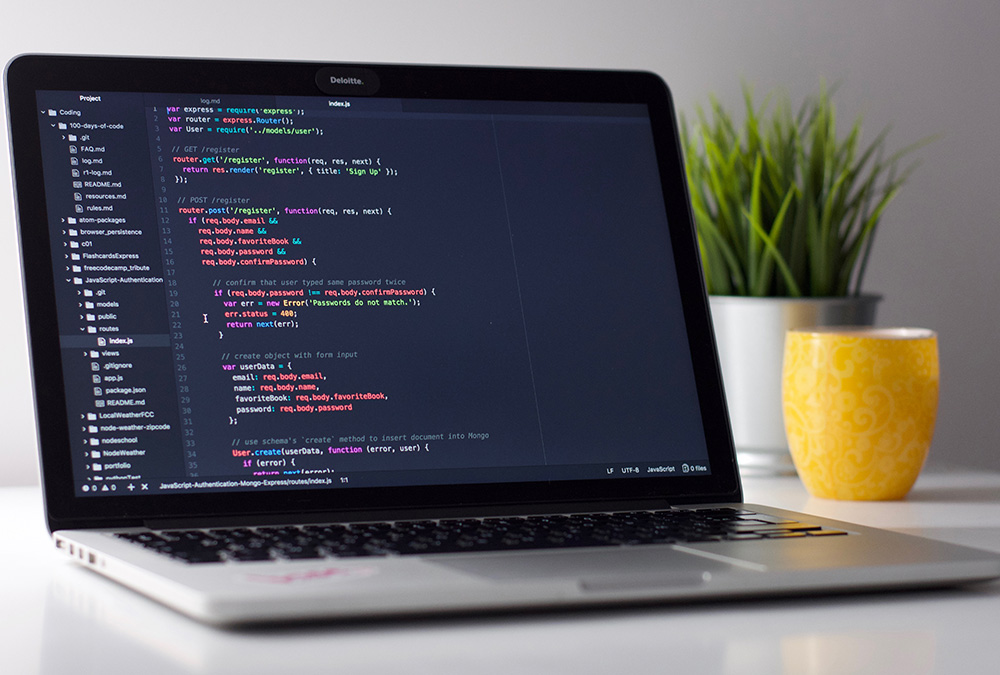 Deloitte.
Project
Coding
100-days-of-code
.git
FAQ.md
log.md
r1-log.md
README.md
resources.md
rules.md
atom-packages
browser_persistence
c01
FlashcardsExpress
freecodecamp_tribute
JavaScript-Authentication
.git
models
public
routes
index.js
views
.gitignore
app.js
package.json
README.md
LocalWeatherFCC
node-weather-zipcode
nodeschool
NodeWeather
portfolio
pythonTest
log.md index.js
1 var express = require('express');
2 var router = express.Router();
3 var User = require('../models/user');
4
5 // GET /register
6 router.get('/register', function(req, res, next) {
7 return res.render('register', { title: 'Sign Up' });
8 });
9
10 // POST /register
11 router.post('/register', function(req, res, next) {
12 if (req.body.email &&
13 req.body.name &&
14 req.body.favoriteBook &&
15 req.body.password &&
16 req.body.confirmPassword) {
17
18 // confirm that user typed same password twice
19 if (req.body.password !== req.body.confirmPassword) {
20 var err = new Error('Passwords do not match.');
21 err.status = 400;
22 return next(err);
23 }
24
25 // create object with form input
26 var userData = {
27 email: req.body.email,
28 name: req.body.name,
29 favoriteBook: req.body.favoriteBook,
30 password: req.body.password
31 };
32
33 // use schema's `create` method to insert document into Mongo
34 User.create(userData, function (error, user) {
35 if (error) {
return next(error);
0 0 + × JavaScript-Authentication-Mongo-Express/routes/index.js 1:1 LF UTF-8 JavaScript 0 files